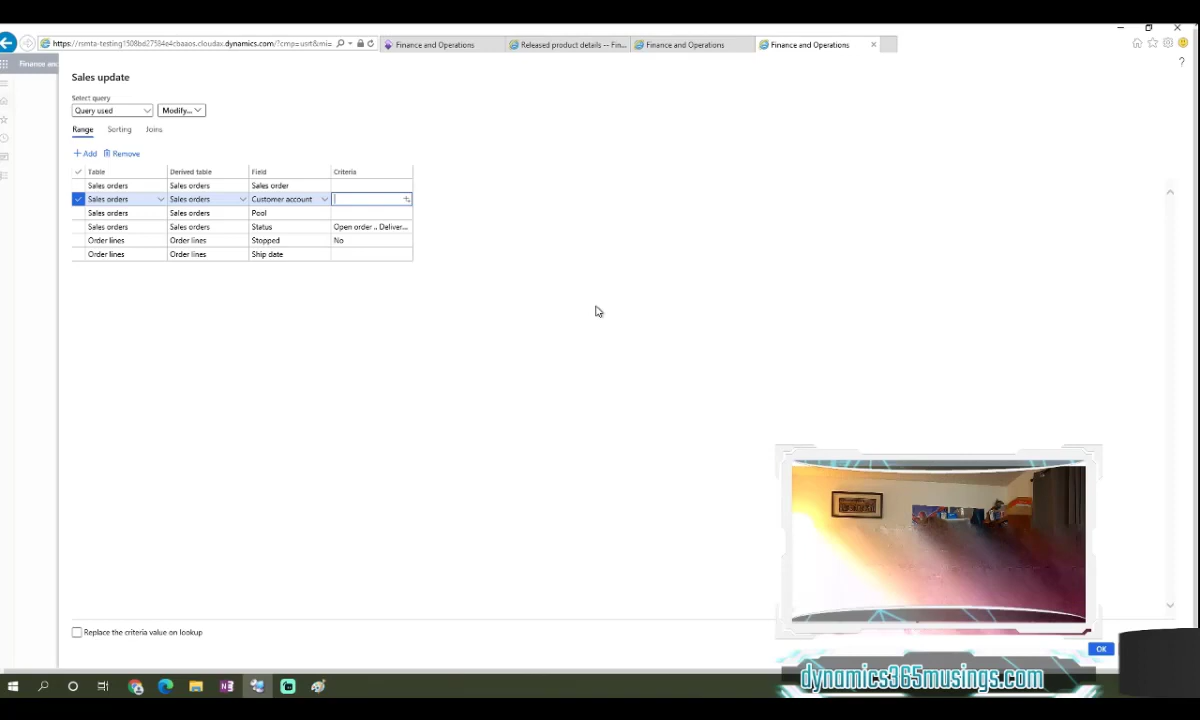 https://rsmta-testing1508bd27584e4cbaaos.cloudax.dynamics.com/?cmp=usrt&mi=
Finance and Operations
Released product details -- Fin...
Finance and Operations
Finance and Operations
Finance an
?
Sales update
Select query
Query used
Modify...
Range
Sorting
Joins
+ Add
Remove
Table Derived table Field Criteria
Sales orders Sales orders Sales order
Sales orders Sales orders Customer account
Sales orders Sales orders Pool
Sales orders Sales orders Status Open order .. Deliver...
Order lines Order lines Stopped No
Order lines Order lines Ship date
Replace the criteria value on lookup
OK
dynamics365musings.com